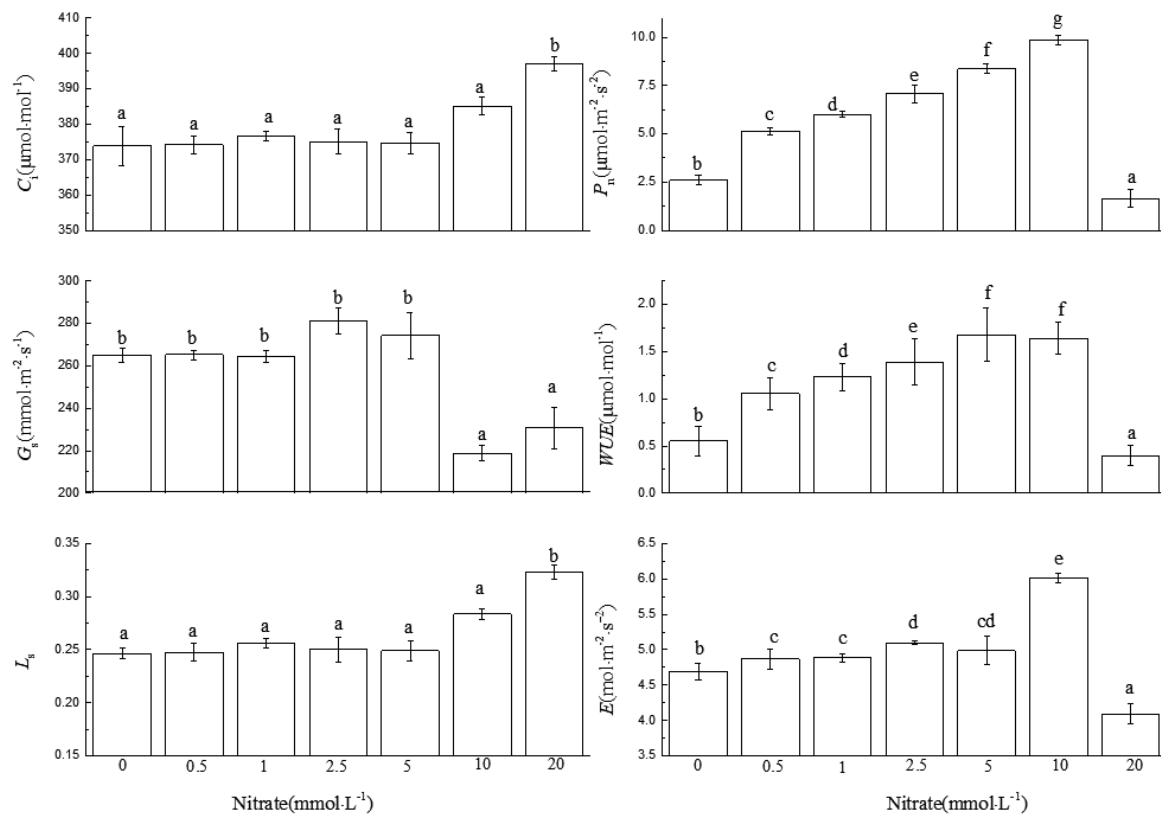 410
400
390
380
370
360
350
Ci(μmol·mol⁻¹)
a
a
a
a
a
a
b
10.0
7.5
5.0
2.5
0.0
Pn(μmol·m⁻²·s⁻²)
b
c
d
e
f
g
a
300
280
260
240
220
200
Gs(mmol·m⁻²·s⁻¹)
b
b
b
b
b
a
a
2.0
1.5
1.0
0.5
0.0
WUE(μmol·mol⁻¹)
b
c
d
e
f
f
a
0.35
0.30
0.25
0.20
0.15
Ls
a
a
a
a
a
a
b
0 0.5 1 2.5 5 10 20
Nitrate(mmol·L⁻¹)
6.5
6.0
5.5
5.0
4.5
4.0
3.5
E(mol·m⁻²·s⁻²)
b
c
c
d
cd
e
a
0 0.5 1 2.5 5 10 20
Nitrate(mmol·L⁻¹)